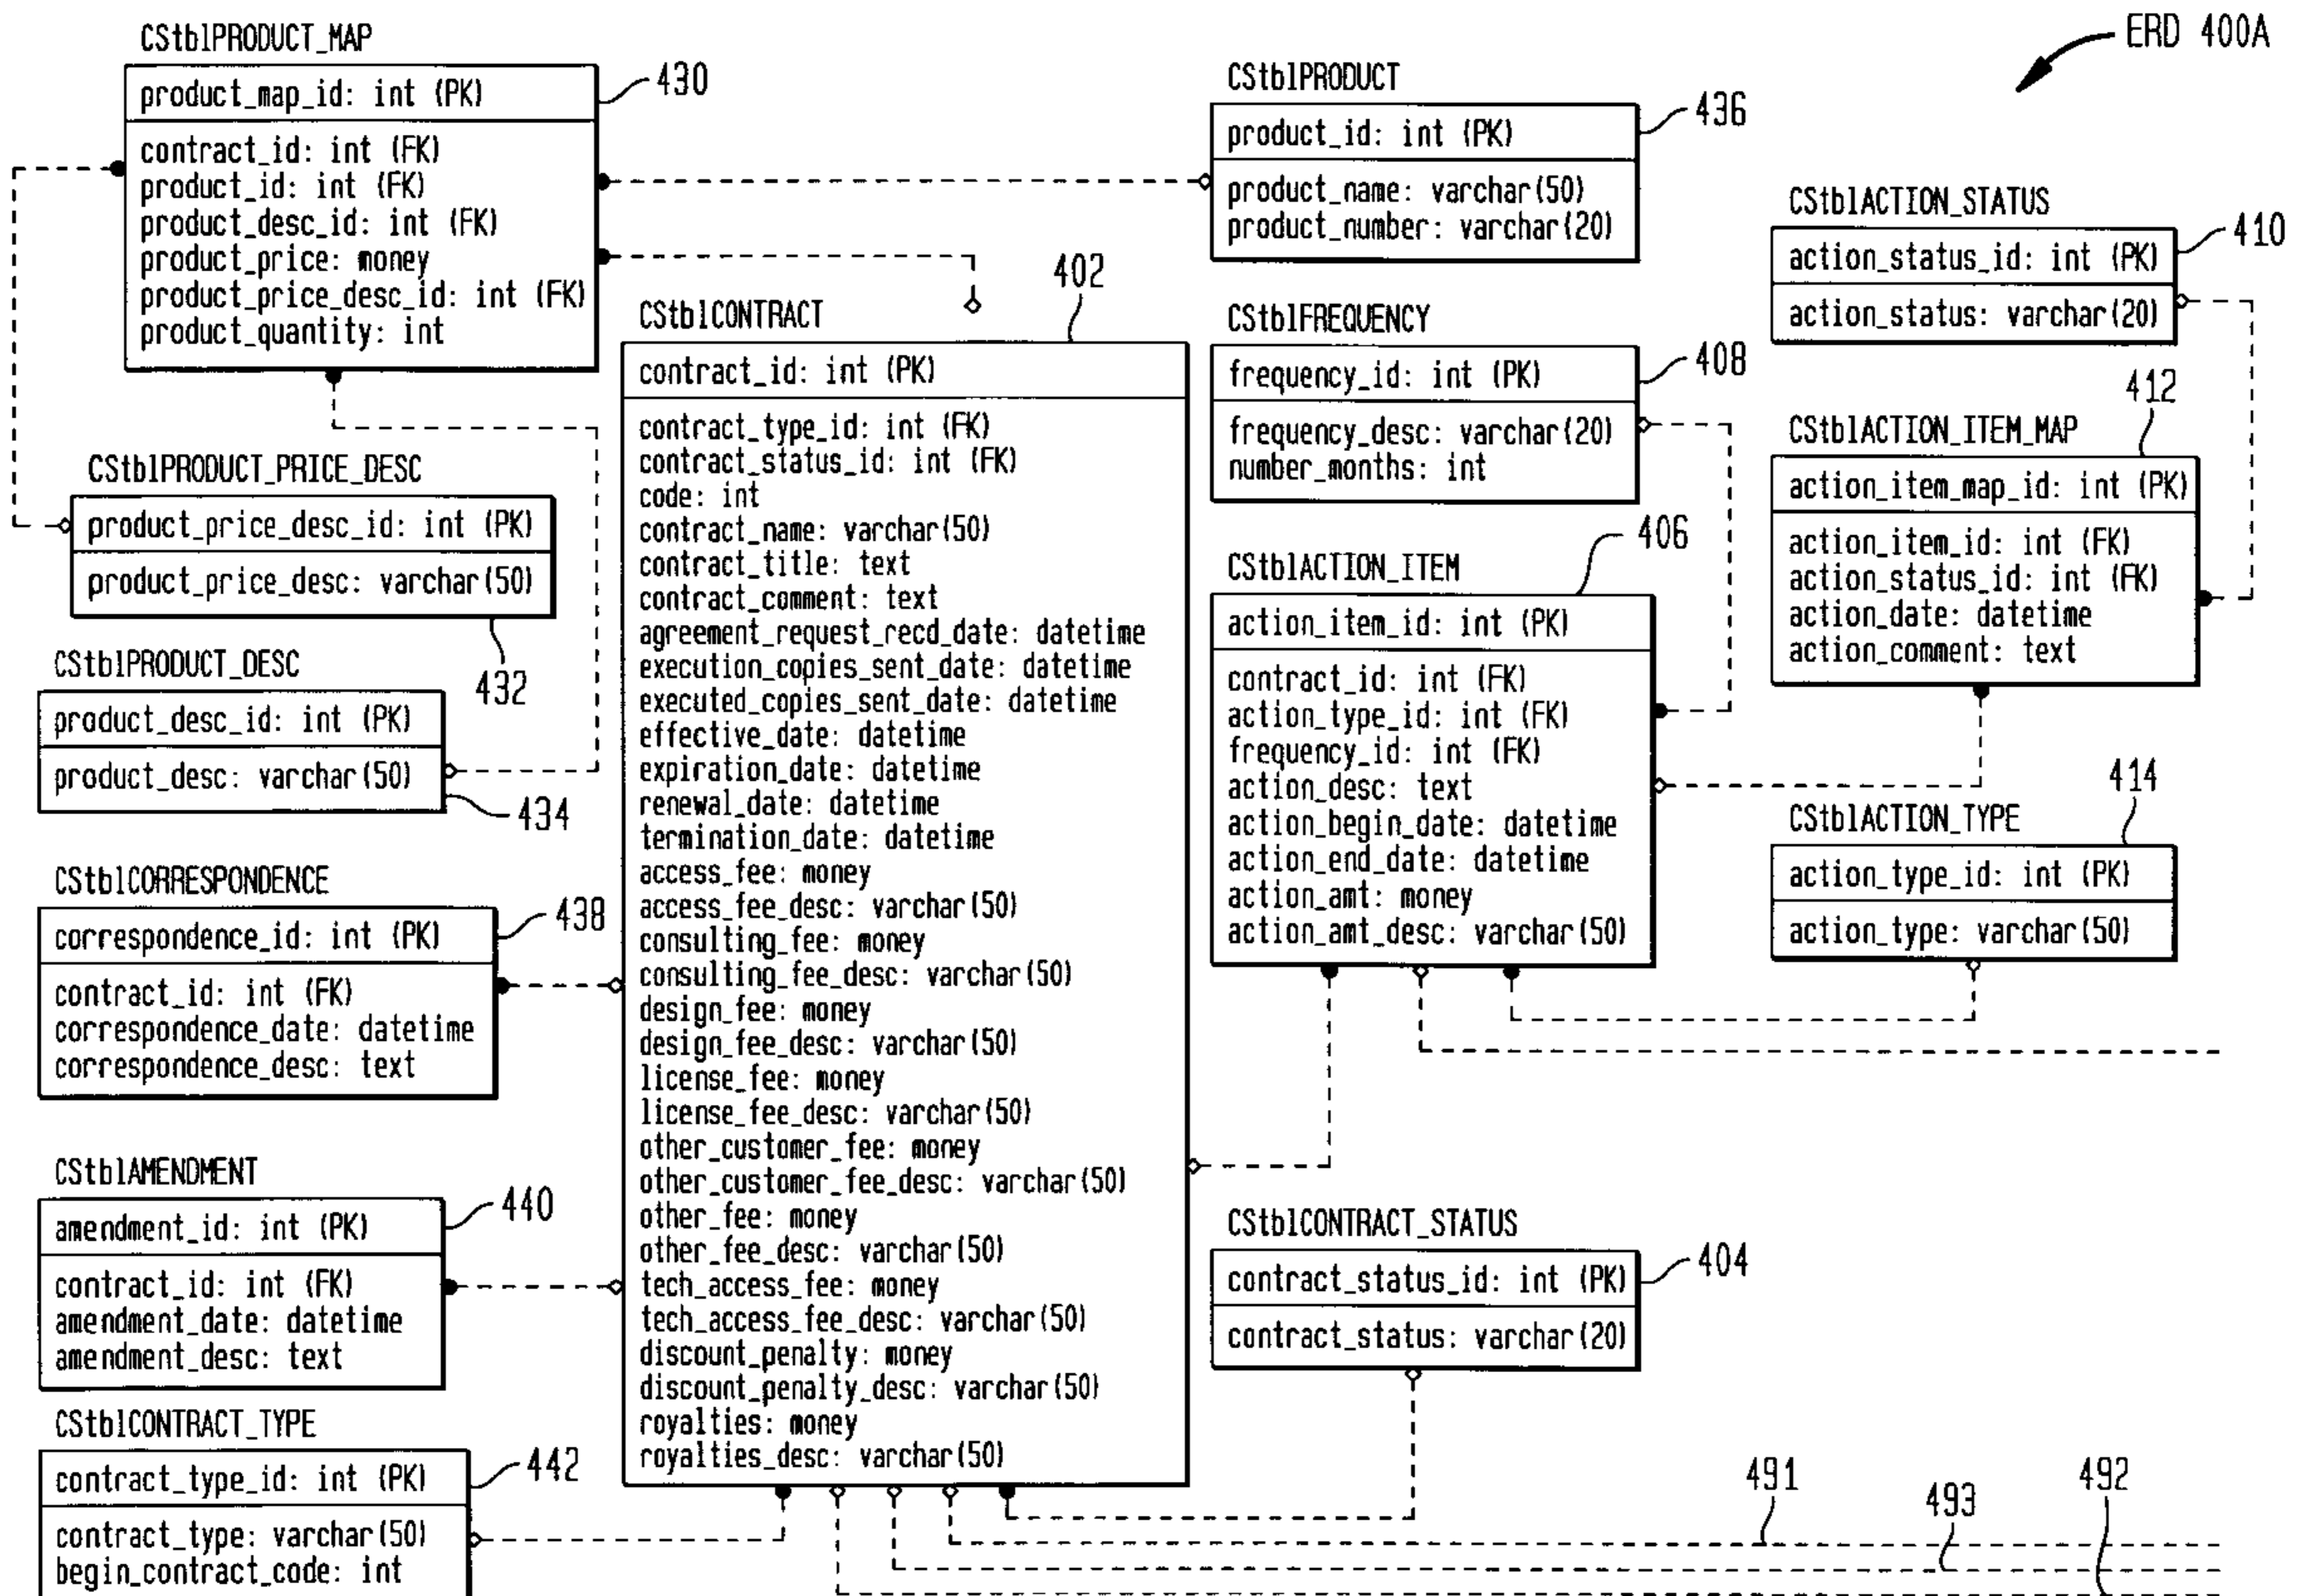 ERD 400A
CStblPRODUCT_MAP
430
product_map_id: int (PK)
contract_id: int (FK)
product_id: int (FK)
product_desc_id: int (FK)
product_price: money
product_price_desc_id: int (FK)
product_quantity: int
CStblPRODUCT
436
product_id: int (PK)
product_name: varchar(50)
product_number: varchar(20)
CStblACTION_STATUS
410
action_status_id: int (PK)
action_status: varchar(20)
CStblPRODUCT_PRICE_DESC
product_price_desc_id: int (PK)
product_price_desc: varchar(50)
432
CStblPRODUCT_DESC
product_desc_id: int (PK)
product_desc: varchar(50)
434
CStblCORRESPONDENCE
438
correspondence_id: int (PK)
contract_id: int (FK)
correspondence_date: datetime
correspondence_desc: text
CStblAMENDMENT
440
amendment_id: int (PK)
contract_id: int (FK)
amendment_date: datetime
amendment_desc: text
CStblCONTRACT_TYPE
442
contract_type_id: int (PK)
contract_type: varchar(50)
begin_contract_code: int
402
CStblCONTRACT
contract_id: int (PK)
contract_type_id: int (FK)
contract_status_id: int (FK)
code: int
contract_name: varchar(50)
contract_title: text
contract_comment: text
agreement_request_recd_date: datetime
execution_copies_sent_date: datetime
executed_copies_sent_date: datetime
effective_date: datetime
expiration_date: datetime
renewal_date: datetime
termination_date: datetime
access_fee: money
access_fee_desc: varchar(50)
consulting_fee: money
consulting_fee_desc: varchar(50)
design_fee: money
design_fee_desc: varchar(50)
license_fee: money
license_fee_desc: varchar(50)
other_customer_fee: money
other_customer_fee_desc: varchar(50)
other_fee: money
other_fee_desc: varchar(50)
tech_access_fee: money
tech_access_fee_desc: varchar(50)
discount_penalty: money
discount_penalty_desc: varchar(50)
royalties: money
royalties_desc: varchar(50)
CStblFREQUENCY
408
frequency_id: int (PK)
frequency_desc: varchar(20)
number_months: int
406
CStblACTION_ITEM
action_item_id: int (PK)
contract_id: int (FK)
action_type_id: int (FK)
frequency_id: int (FK)
action_desc: text
action_begin_date: datetime
action_end_date: datetime
action_amt: money
action_amt_desc: varchar(50)
412
CStblACTION_ITEM_MAP
action_item_map_id: int (PK)
action_item_id: int (FK)
action_status_id: int (FK)
action_date: datetime
action_comment: text
414
CStblACTION_TYPE
action_type_id: int (PK)
action_type: varchar(50)
CStblCONTRACT_STATUS
404
contract_status_id: int (PK)
contract_status: varchar(20)
491
493
492